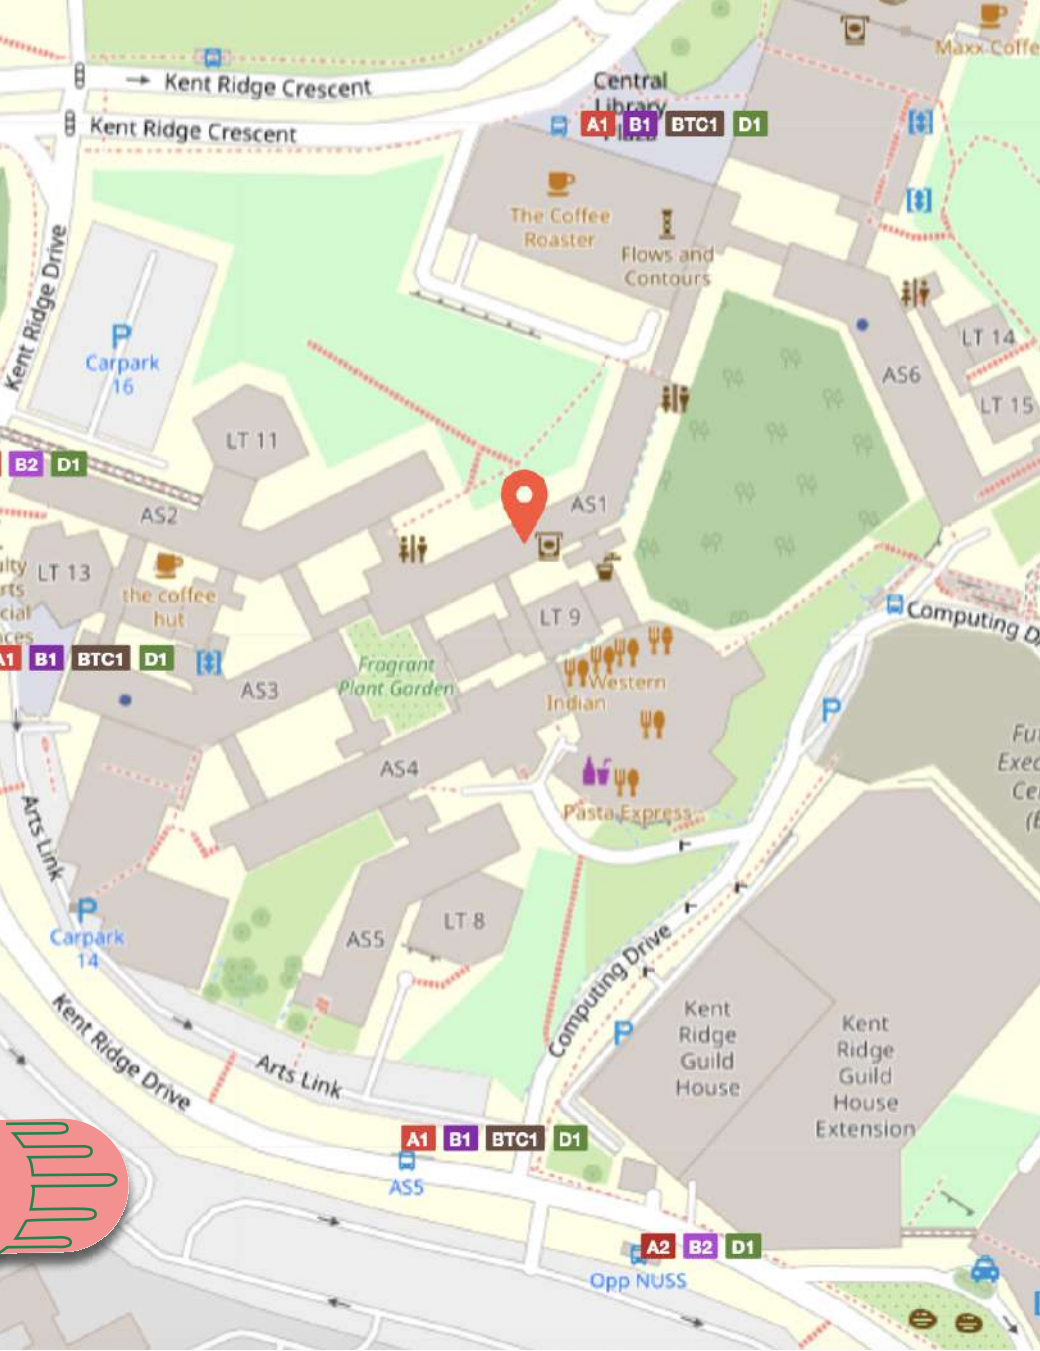 Maxx Coffe
Kent Ridge Crescent
Central
Library
Kent Ridge Crescent
A1 B1 BTC1 D1
The Coffee
Roaster
Flows and
Contours
Kent Ridge Drive
P
Carpark
16
LT 14
AS6
LT 15
LT 11
B2 D1
AS2
AS1
LT 13
the coffee
hut
LT 9
Computing D
A1 B1 BTC1 D1
Fragrant
Plant Garden
Western
Indian
AS3
P
AS4
Pasta Express
Arts Link
P
Carpark
14
LT 8
AS5
Computing Drive
P
Kent
Ridge
Guild
House
Kent
Ridge
Guild
House
Extension
Kent Ridge Drive
Arts Link
A1 B1 BTC1 D1
AS5
A2 B2 D1
Opp NUSS